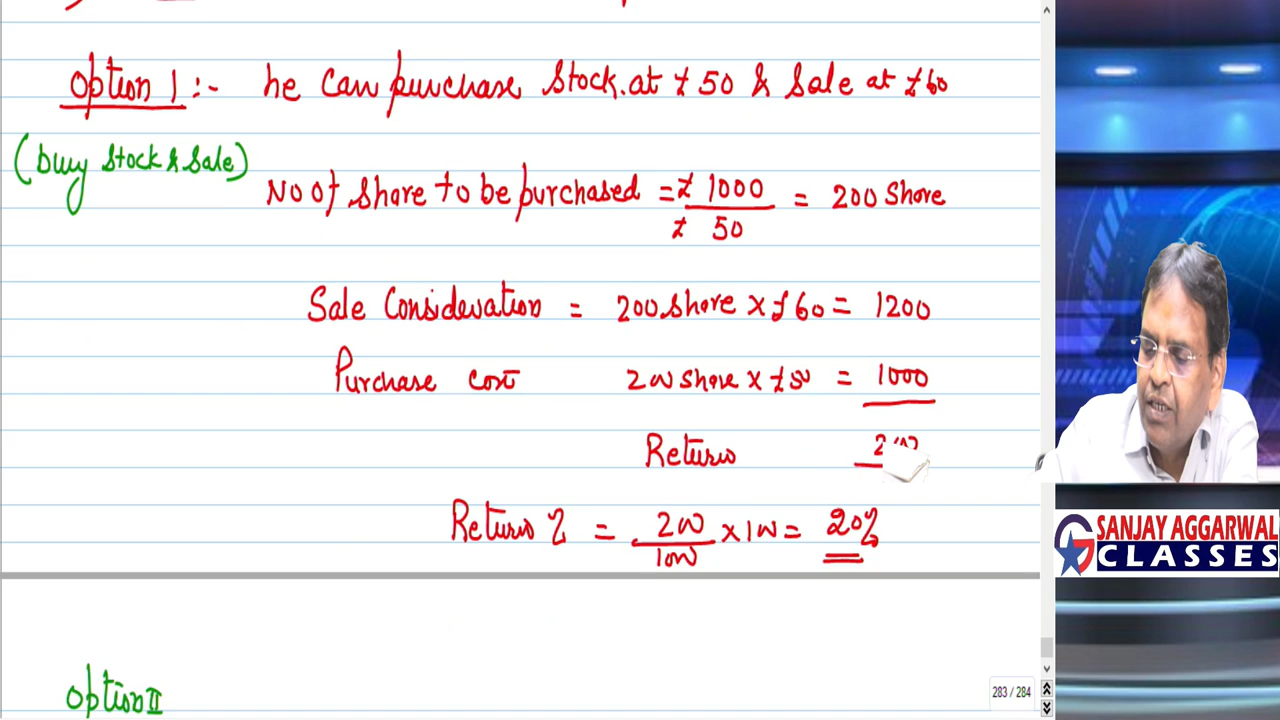 Option 1 :- he can purchase Stock at ₹ 50 & Sale at ₹ 60
(buy Stock & Sale)
No of Share to be purchased = ₹ 1000 / ₹ 50 = 200 Share
Sale Consideration = 200 Share × ₹ 60 = 1200
Purchase cost 200 share × ₹ 50 = 1000
Return 200
Return % = 200 / 1000 × 100 = 20%
Option II
283 / 284
SANJAY AGGARWAL
CLASSES